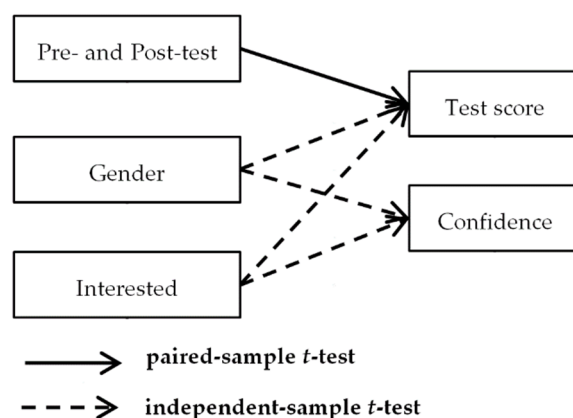 Pre- and Post-test
Test score
Gender
Confidence
Interested
paired-sample t-test
independent-sample t-test